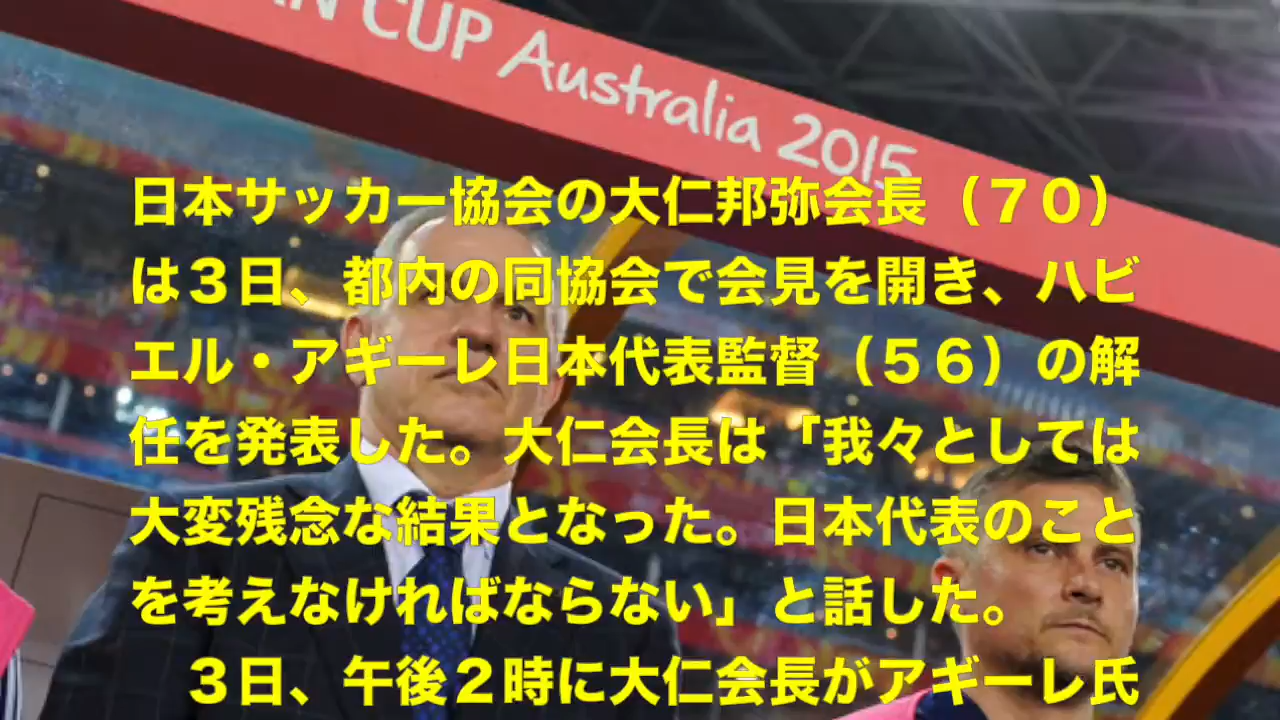 CUP Australia 2015
日本サッカー協会の大仁邦弥会長（７０）
は３日、都内の同協会で会見を開き、ハビ
エル・アギーレ日本代表監督（５６）の解
任を発表した。大仁会長は「我々としては
大変残念な結果となった。日本代表のこと
を考えなければならない」と話した。
　３日、午後２時に大仁会長がアギーレ氏